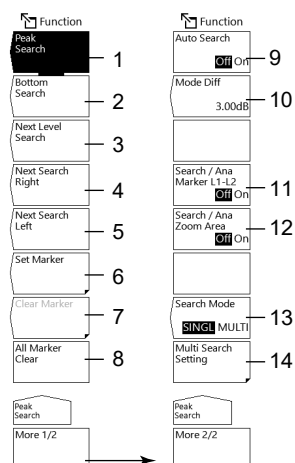 Function
Peak
Search
1
Bottom
Search
2
Next Level
Search
3
Next Search
Right
4
Next Search
Left
5
Set Marker
6
Clear Marker
7
All Marker
Clear
8
Peak
Search
More 1/2
Function
Auto Search
Off On
9
Mode Diff
3.00dB
10
Search / Ana
Marker L1-L2
Off On
11
Search / Ana
Zoom Area
Off On
12
Search Mode
SINGL MULTI
13
Multi Search
Setting
14
Peak
Search
More 2/2